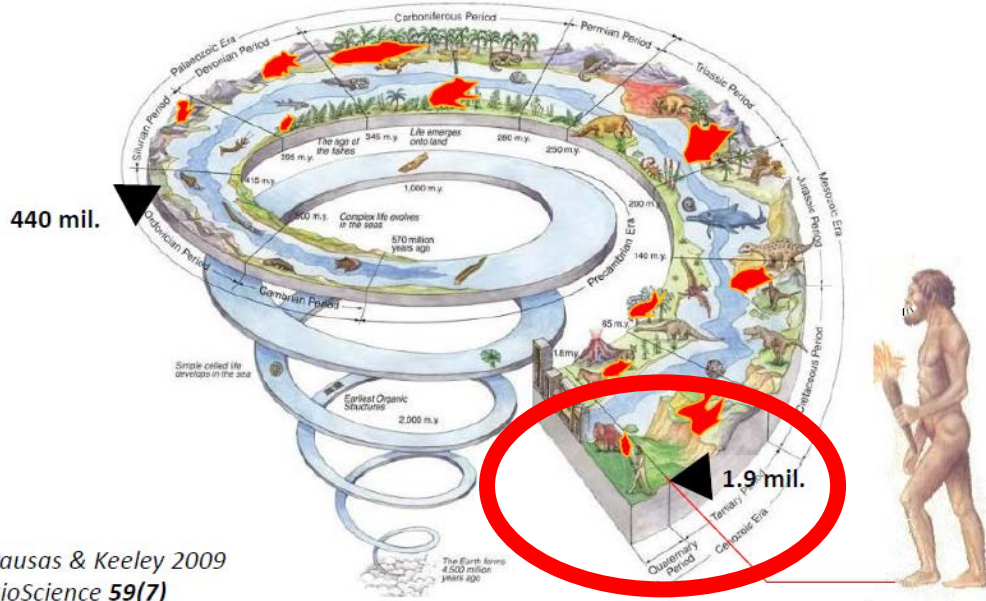 Carboniferous Period
Permian Period
Palaeozoic Era
Devonian Period
Triassic Period
Silurian Period
345 m.y.
Life emerges
onto land
280 m.y.
250 m.y.
The age of
the fishes
395 m.y.
415 m.y.
1,000 m.y.
200 m.y.
Mesozoic Era
Jurassic Period
440 mil.
Ordovician Period
500 m.y.
Complex life evolves
in the seas
570 million
years ago
Precambrian Era
140 m.y.
Cambrian Period
65 m.y.
Cretaceous Period
1.8 m.y.
Simple celled life
develops in the sea
Earliest Organic
Structures
2,000 m.y.
1.9 mil.
Tertiary Period
Cenozoic Era
Quaternary
Period
The Earth forms
4,500 million
years ago
ausas & Keeley 2009
ioScience 59(7)